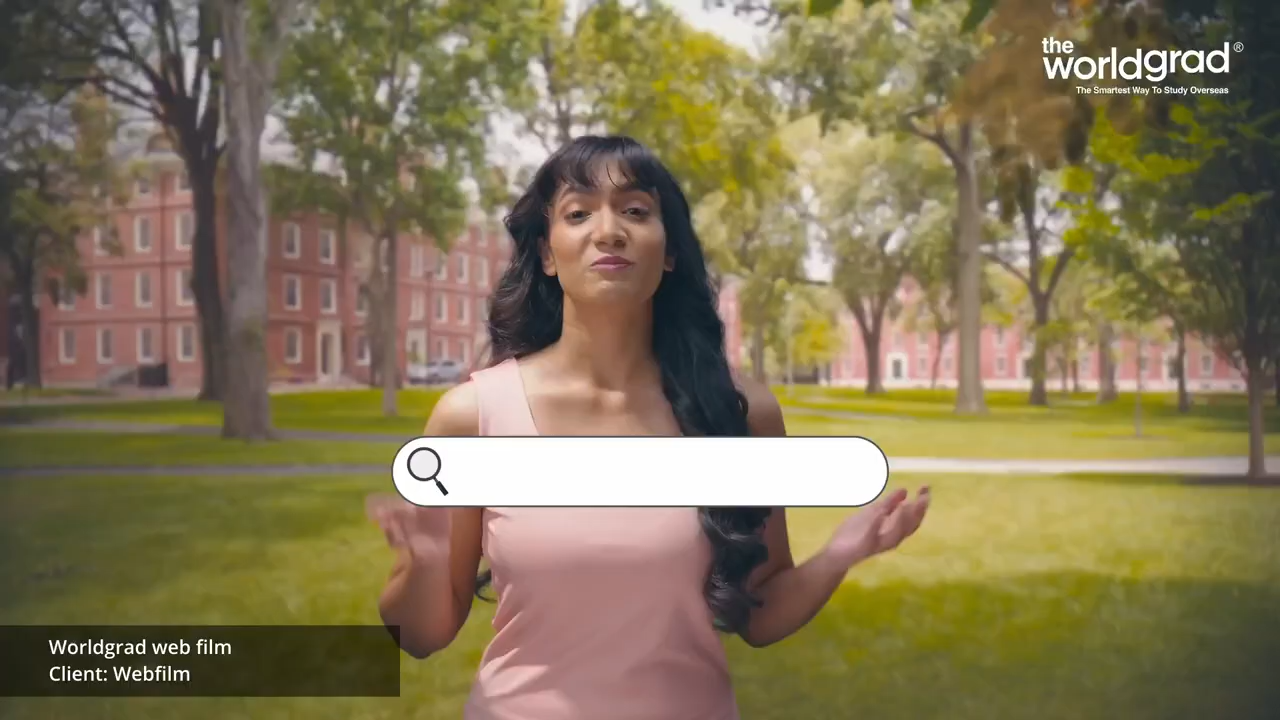 the
worldgrad®
The Smartest Way To Study Overseas
Worldgrad web film
Client: Webfilm